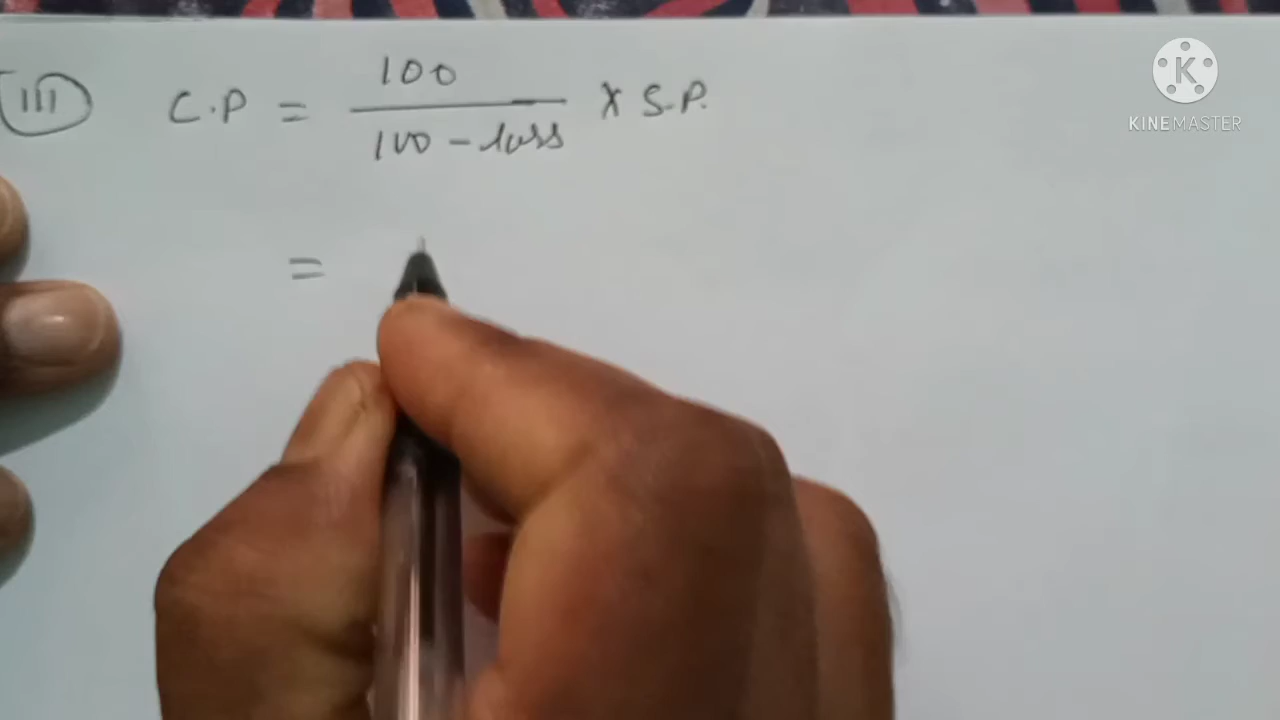 III C.P = 100 / 100 - loss × S.P.
=
K
KINEMASTER